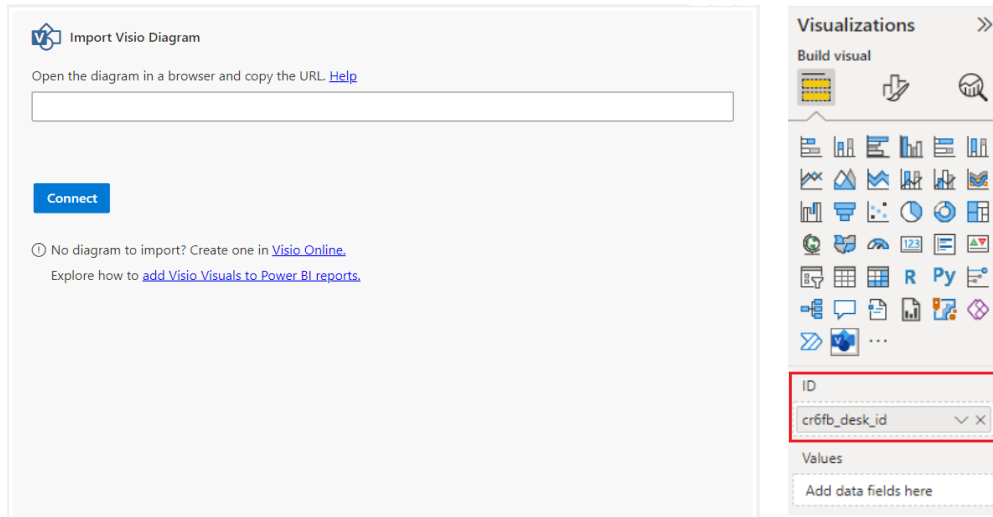 Import Visio Diagram
Open the diagram in a browser and copy the URL. Help
Connect
No diagram to import? Create one in Visio Online.
Explore how to add Visio Visuals to Power BI reports.
Visualizations
Build visual
123
R Py
ID
cr6fb_desk_id
Values
Add data fields here